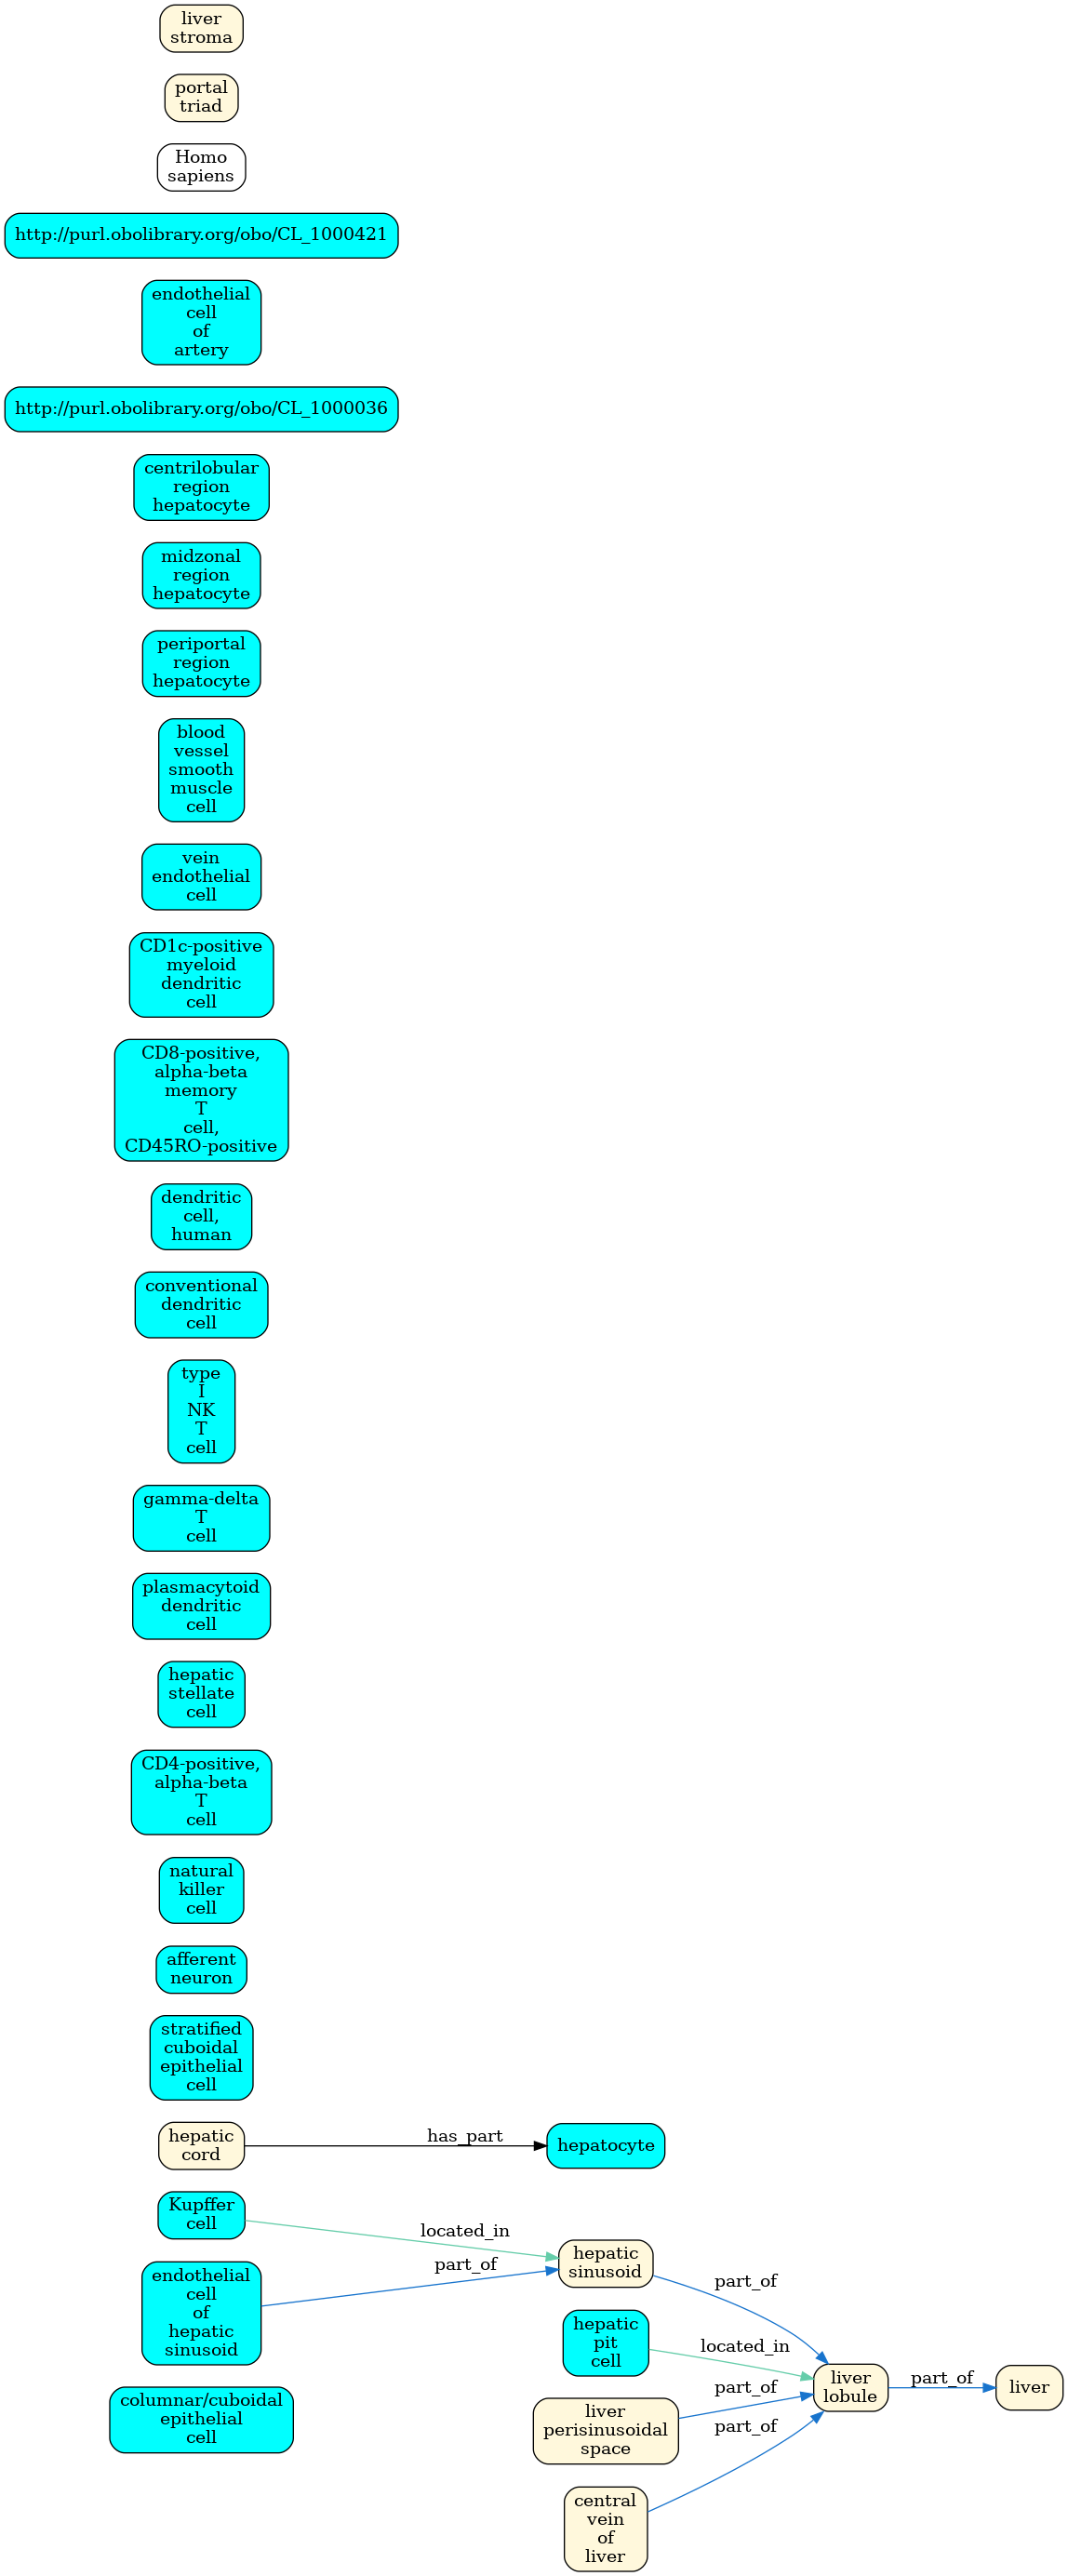 liver
stroma
portal
triad
Homo
sapiens
http://purl.obolibrary.org/obo/CL_1000421
endothelial
cell
of
artery
http://purl.obolibrary.org/obo/CL_1000036
centrilobular
region
hepatocyte
midzonal
region
hepatocyte
periportal
region
hepatocyte
blood
vessel
smooth
muscle
cell
vein
endothelial
cell
CD1c-positive
myeloid
dendritic
cell
CD8-positive,
alpha-beta
memory
T
cell,
CD45RO-positive
dendritic
cell,
human
conventional
dendritic
cell
type
I
NK
T
cell
gamma-delta
T
cell
plasmacytoid
dendritic
cell
hepatic
stellate
cell
CD4-positive,
alpha-beta
T
cell
natural
killer
cell
afferent
neuron
stratified
cuboidal
epithelial
cell
hepatic
cord
has_part
hepatocyte
Kupffer
cell
located_in
hepatic
sinusoid
endothelial
cell
of
hepatic
sinusoid
part_of
part_of
hepatic
pit
cell
located_in
liver
lobule
part_of
liver
liver
perisinusoidal
space
part_of
columnar/cuboidal
epithelial
cell
central
vein
of
liver
part_of